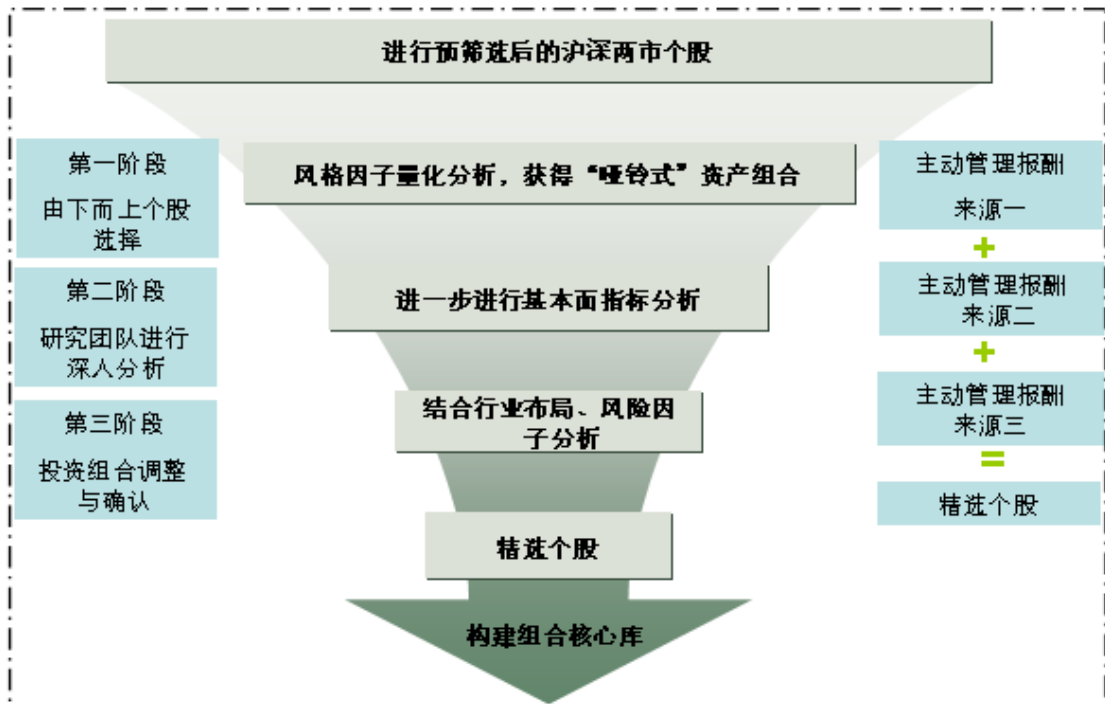 进行预筛选后的沪深两市个股
第一阶段
由下而上个股
选择
风格因子量化分析，获得“哑铃式”资产组合
主动管理报酬
来源一
+
第二阶段
研究团队进行
深人分析
进一步进行基本面指标分析
主动管理报酬
来源二
+
第三阶段
投资组合调整
与确认
结合行业布局、风险因
子分析
主动管理报酬
来源三
=
精选个股
精选个股
构建组合核心库